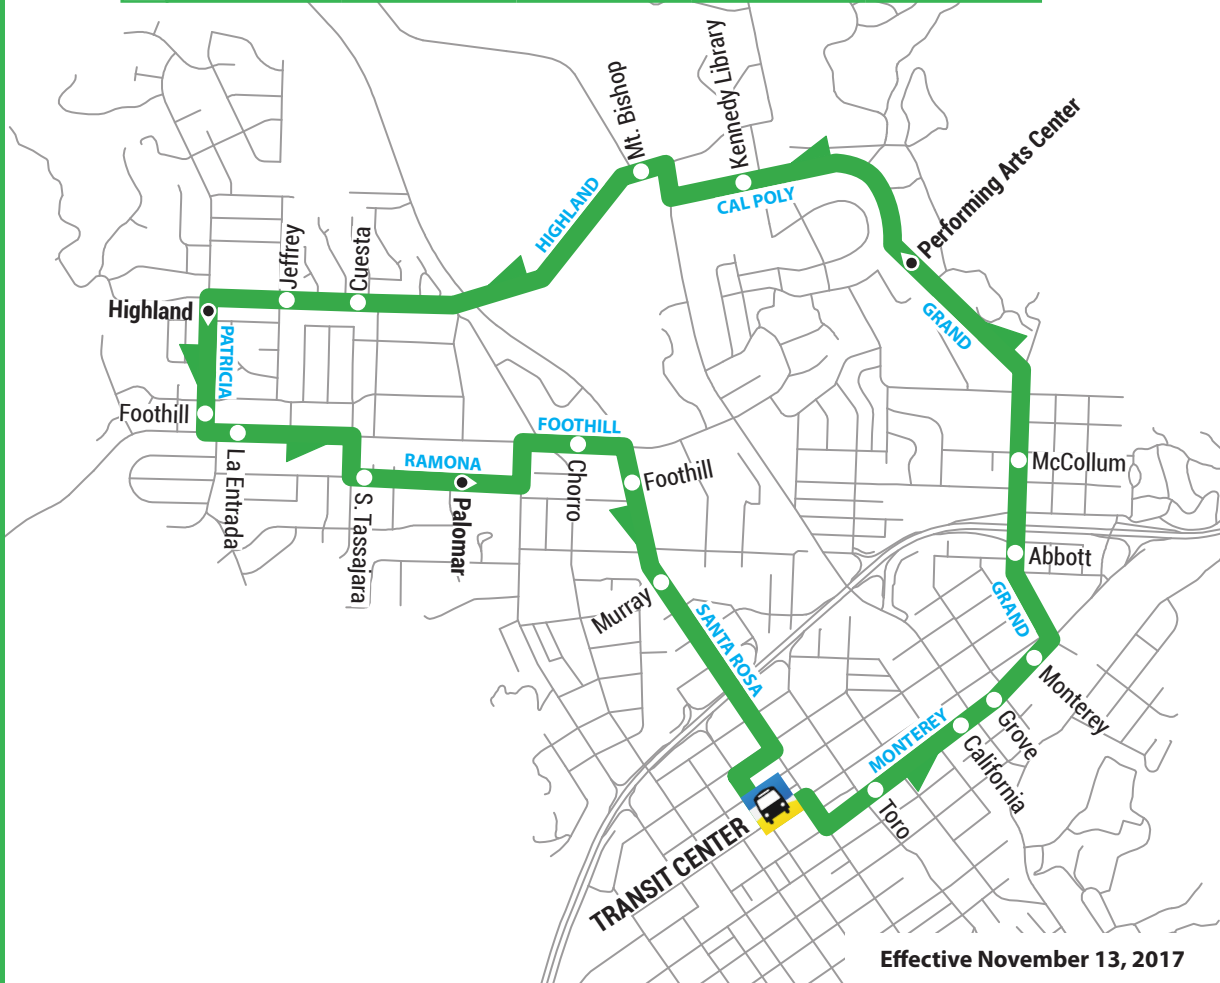 Mt. Bishop
Kennedy Library
Performing Arts Center
HIGHLAND
CAL POLY
Jeffrey
Cuesta
Highland
GRAND
PATRICIA
Foothill
FOOTHILL
RAMONA
La Entrada
S. Tassajara
Palomar
Chorro
Foothill
McCollum
Abbott
Murray
SANTA ROSA
GRAND
Monterey
Grove
MONTEREY
California
Toro
TRANSIT CENTER
Effective November 13, 2017